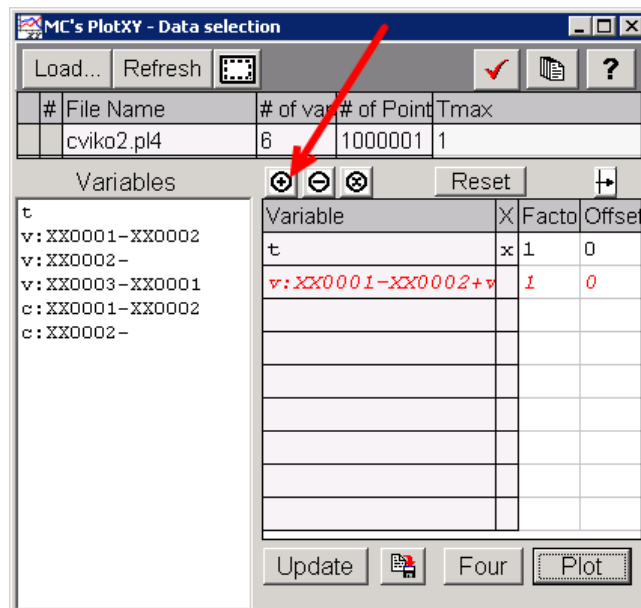 MC's PlotXY - Data selection
Load... Refresh ?
# File Name # of var # of Point Tmax
cviko2.pl4 6 1000001 1
Variables
Reset
t
v:XX0001-XX0002
v:XX0002-
v:XX0003-XX0001
c:XX0001-XX0002
c:XX0002-
Variable X Facto Offset
t x 1 0
v:XX0001-XX0002+v 1 0
Update Four Plot